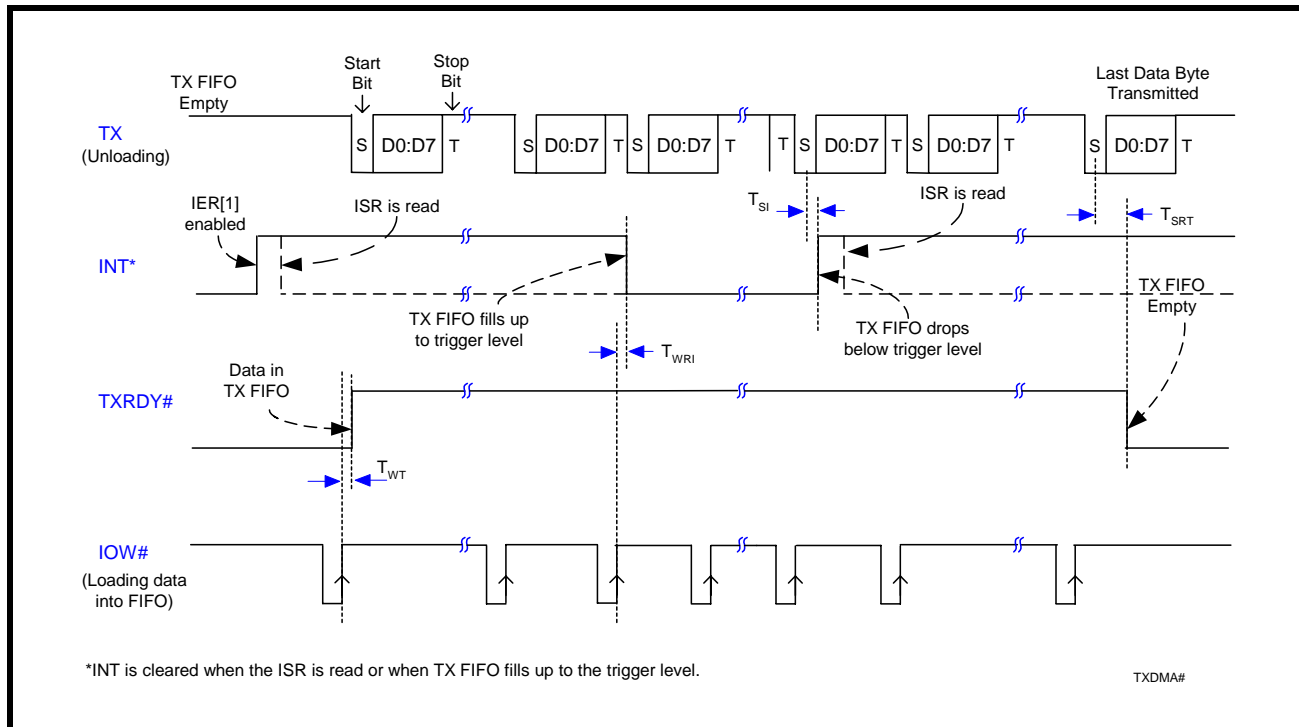 Start
Bit
Stop
Bit
TX FIFO
Empty
Last Data Byte
Transmitted
TX
(Unloading)
S D0:D7 T S D0:D7 T S D0:D7 T T S D0:D7 T S D0:D7 T S D0:D7 T
IER[1]
enabled
ISR is read
TSI
ISR is read
TSRT
INT*
TX FIFO fills up
to trigger level
TX FIFO drops
below trigger level
TX FIFO
Empty
TWRI
Data in
TX FIFO
TXRDY#
TWT
IOW#
(Loading data
into FIFO)
*INT is cleared when the ISR is read or when TX FIFO fills up to the trigger level.
TXDMA#